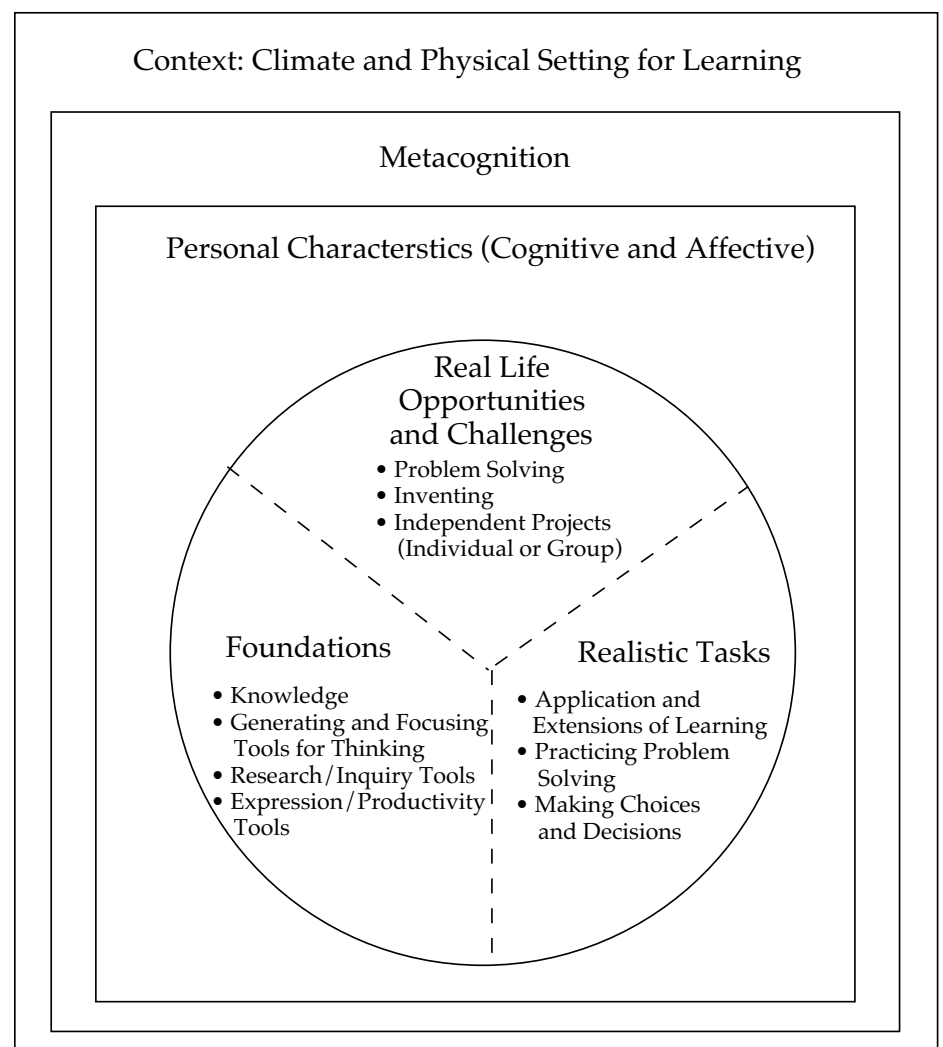 Context: Climate and Physical Setting for Learning
Metacognition
Personal Characterstics (Cognitive and Affective)
Real Life
Opportunities
and Challenges
• Problem Solving
• Inventing
• Independent Projects
(Individual or Group)
Foundations
• Knowledge
• Generating and Focusing
Tools for Thinking
• Research/Inquiry Tools
• Expression/Productivity
Tools
Realistic Tasks
• Application and
Extensions of Learning
• Practicing Problem
Solving
• Making Choices
and Decisions